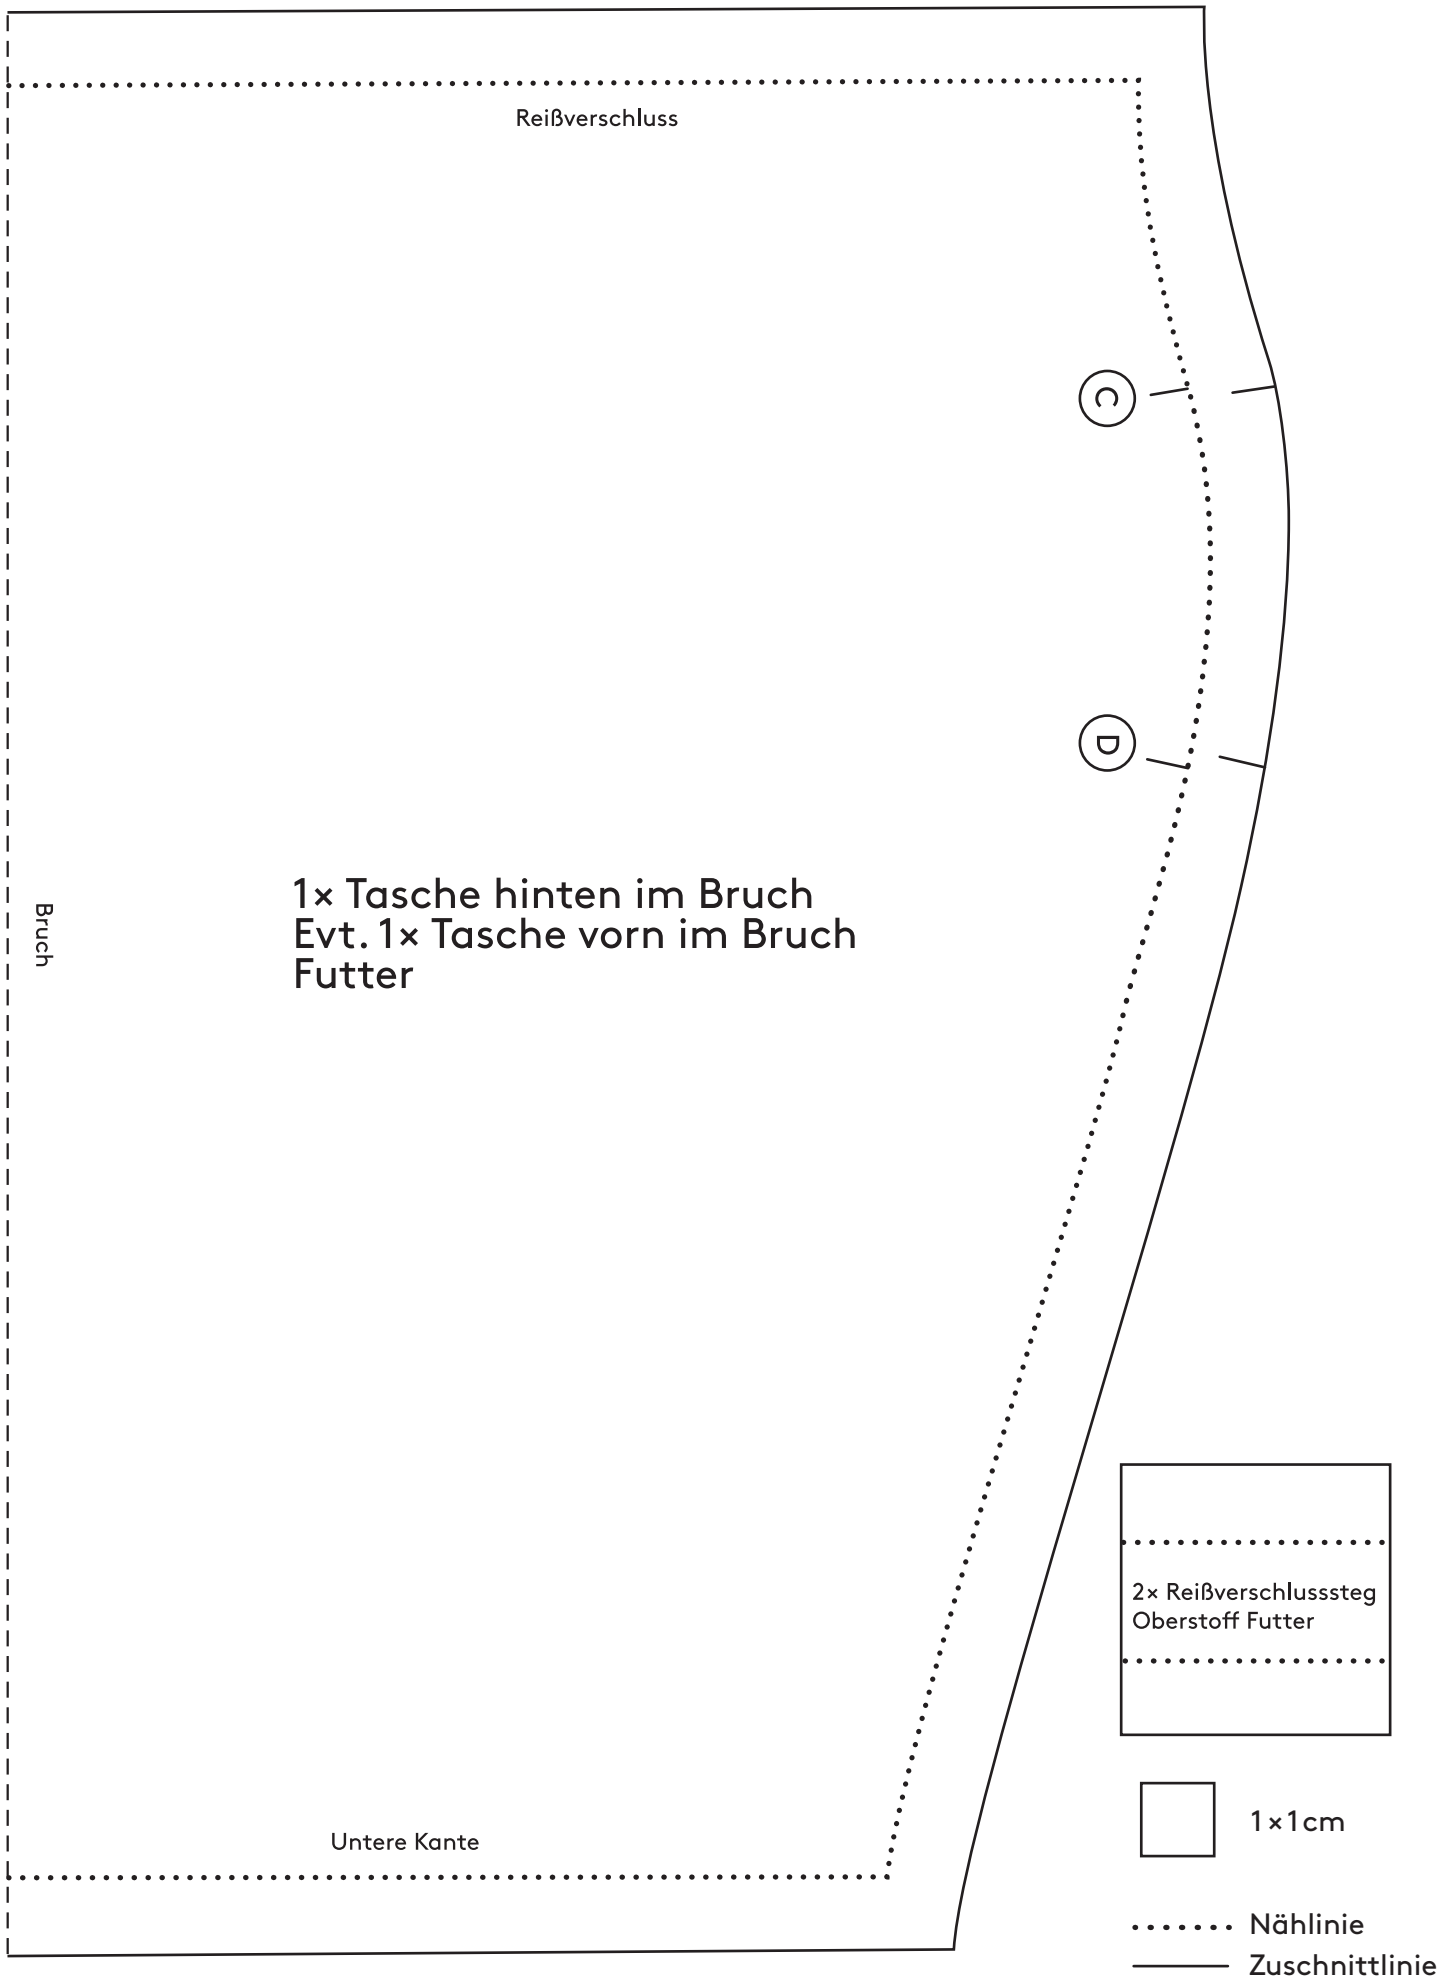 Reißverschluss
C
D
Bruch
1× Tasche hinten im Bruch
Evt. 1× Tasche vorn im Bruch
Futter
2× Reißverschlusssteg
Oberstoff Futter
Untere Kante
1×1cm
Nählinie
Zuschnittlinie